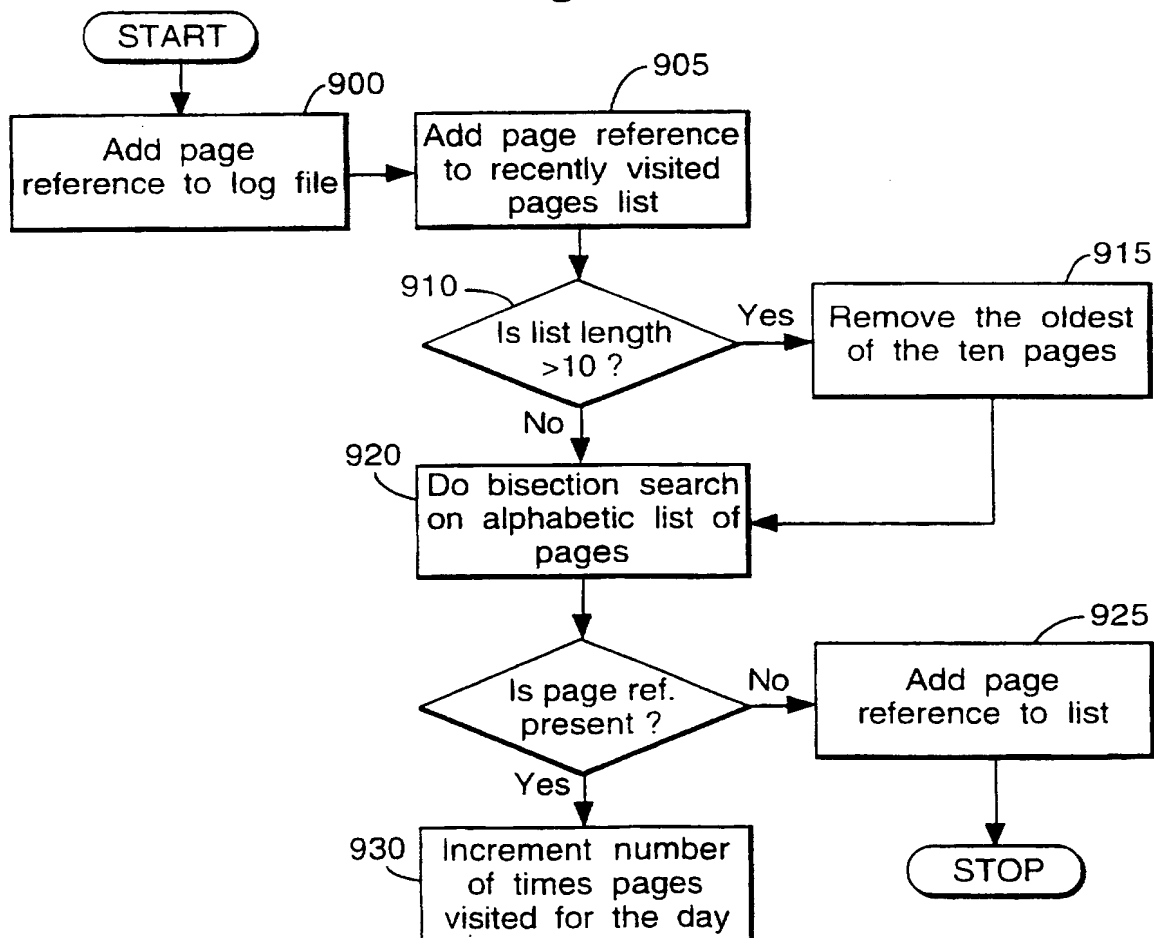 START
900
Add page
reference to log file
905
Add page reference
to recently visited
pages list
910
Is list length
>10 ?
Yes
915
Remove the oldest
of the ten pages
No
920
Do bisection search
on alphabetic list of
pages
Is page ref.
present ?
No
925
Add page
reference to list
Yes
STOP
930
Increment number
of times pages
visited for the day